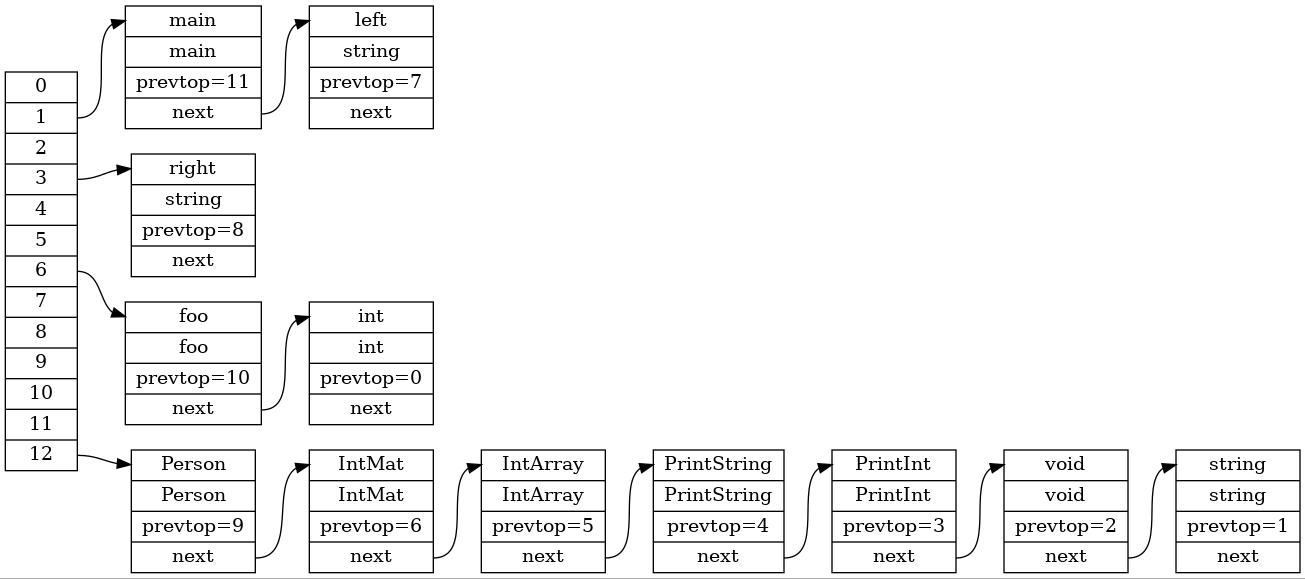 0
1
2
3
4
5
6
7
8
9
10
11
12
main
main
prevtop=11
next
left
string
prevtop=7
next
right
string
prevtop=8
next
foo
foo
prevtop=10
next
int
int
prevtop=0
next
Person
Person
prevtop=9
next
IntMat
IntMat
prevtop=6
next
IntArray
IntArray
prevtop=5
next
PrintString
PrintString
prevtop=4
next
PrintInt
PrintInt
prevtop=3
next
void
void
prevtop=2
next
string
string
prevtop=1
next